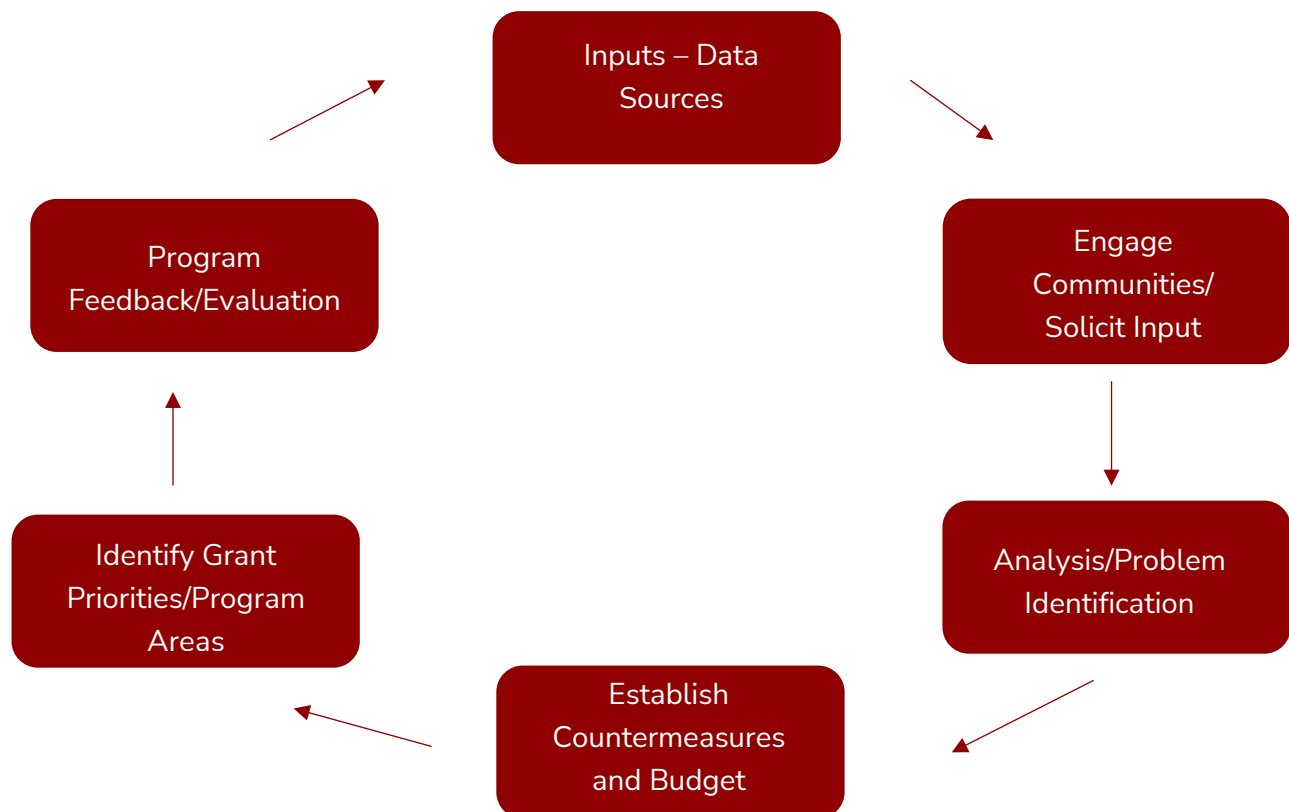 Inputs – Data
Sources
Engage
Communities/
Solicit Input
Analysis/Problem
Identification
Establish
Countermeasures
and Budget
Identify Grant
Priorities/Program
Areas
Program
Feedback/Evaluation